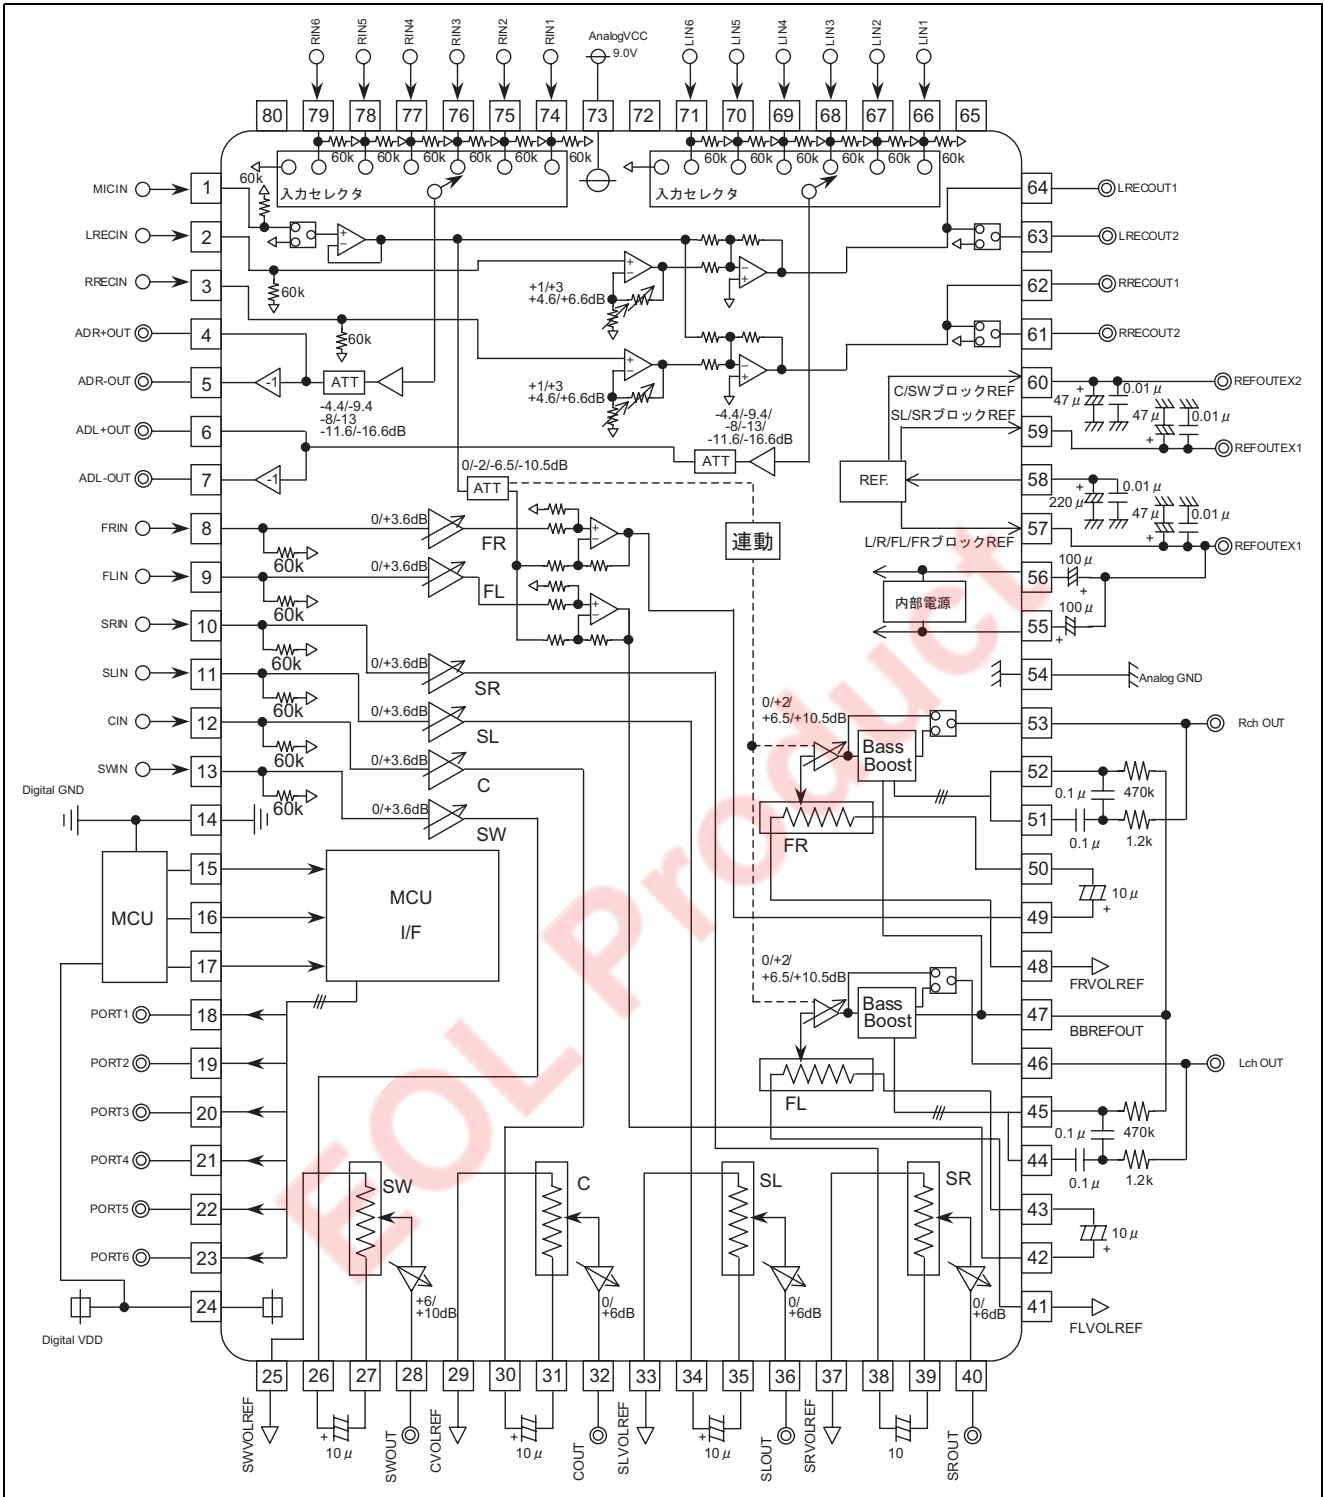 RIN6
RIN5
RIN4
RIN3
RIN2
RIN1
AnalogVCC
9.0V
LIN6
LIN5
LIN4
LIN3
LIN2
LIN1
80
79
78
77
76
75
74
73
72
71
70
69
68
67
66
65
60k
60k
60k
60k
60k
60k
60k
60k
60k
60k
60k
60k
入力セレクタ
入力セレクタ
MICIN
1
60k
LRECIN
2
RRECIN
3
60k
60k
ADR+OUT
4
ADR-OUT
5
-1
ATT
-4.4/-9.4
-8/-13
-11.6/-16.6dB
ADL+OUT
6
ADL-OUT
7
-1
+1/+3
+4.6/+6.6dB
+1/+3
+4.6/+6.6dB
-4.4/-9.4/
-8/-13/
-11.6/-16.6dB
ATT
0/-2/-6.5/-10.5dB
ATT
連動
64
LRECOUT1
63
LRECOUT2
62
RRECOUT1
61
RRECOUT2
60
C/SWブロックREF
47μ
0.01μ
REFOUTEX2
SL/SRブロックREF
59
47μ
0.01μ
REFOUTEX1
REF.
58
220μ
0.01μ
57
L/R/FL/FRブロックREF
47μ
0.01μ
REFOUTEX1
56
100μ
内部電源
55
100μ
54
Analog GND
FRIN
8
60k
0/+3.6dB
FR
FLIN
9
60k
0/+3.6dB
FL
SRIN
10
60k
0/+3.6dB
SR
SLIN
11
60k
0/+3.6dB
SL
CIN
12
60k
0/+3.6dB
C
SWIN
13
60k
0/+3.6dB
SW
Digital GND
14
15
MCU
16
17
MCU
I/F
PORT1
18
PORT2
19
PORT3
20
PORT4
21
PORT5
22
PORT6
23
24
Digital VDD
0/+2/
+6.5/+10.5dB
Bass
Boost
FR
53
Rch OUT
52
0.1μ
470k
51
0.1μ
1.2k
50
10μ
49
48
FRVOLREF
0/+2/
+6.5/+10.5dB
Bass
Boost
FL
47
BBREFOUT
46
Lch OUT
45
0.1μ
470k
44
0.1μ
1.2k
43
10μ
42
41
FLVOLREF
SW
+6/
+10dB
C
0/
+6dB
SL
0/
+6dB
SR
0/
+6dB
25
26
27
28
29
30
31
32
33
34
35
36
37
38
39
40
SWVOLREF
+
10μ
SWOUT
CVOLREF
+
10μ
COUT
SLVOLREF
+
10μ
SLOUT
SRVOLREF
10
SROUT
EOL Product